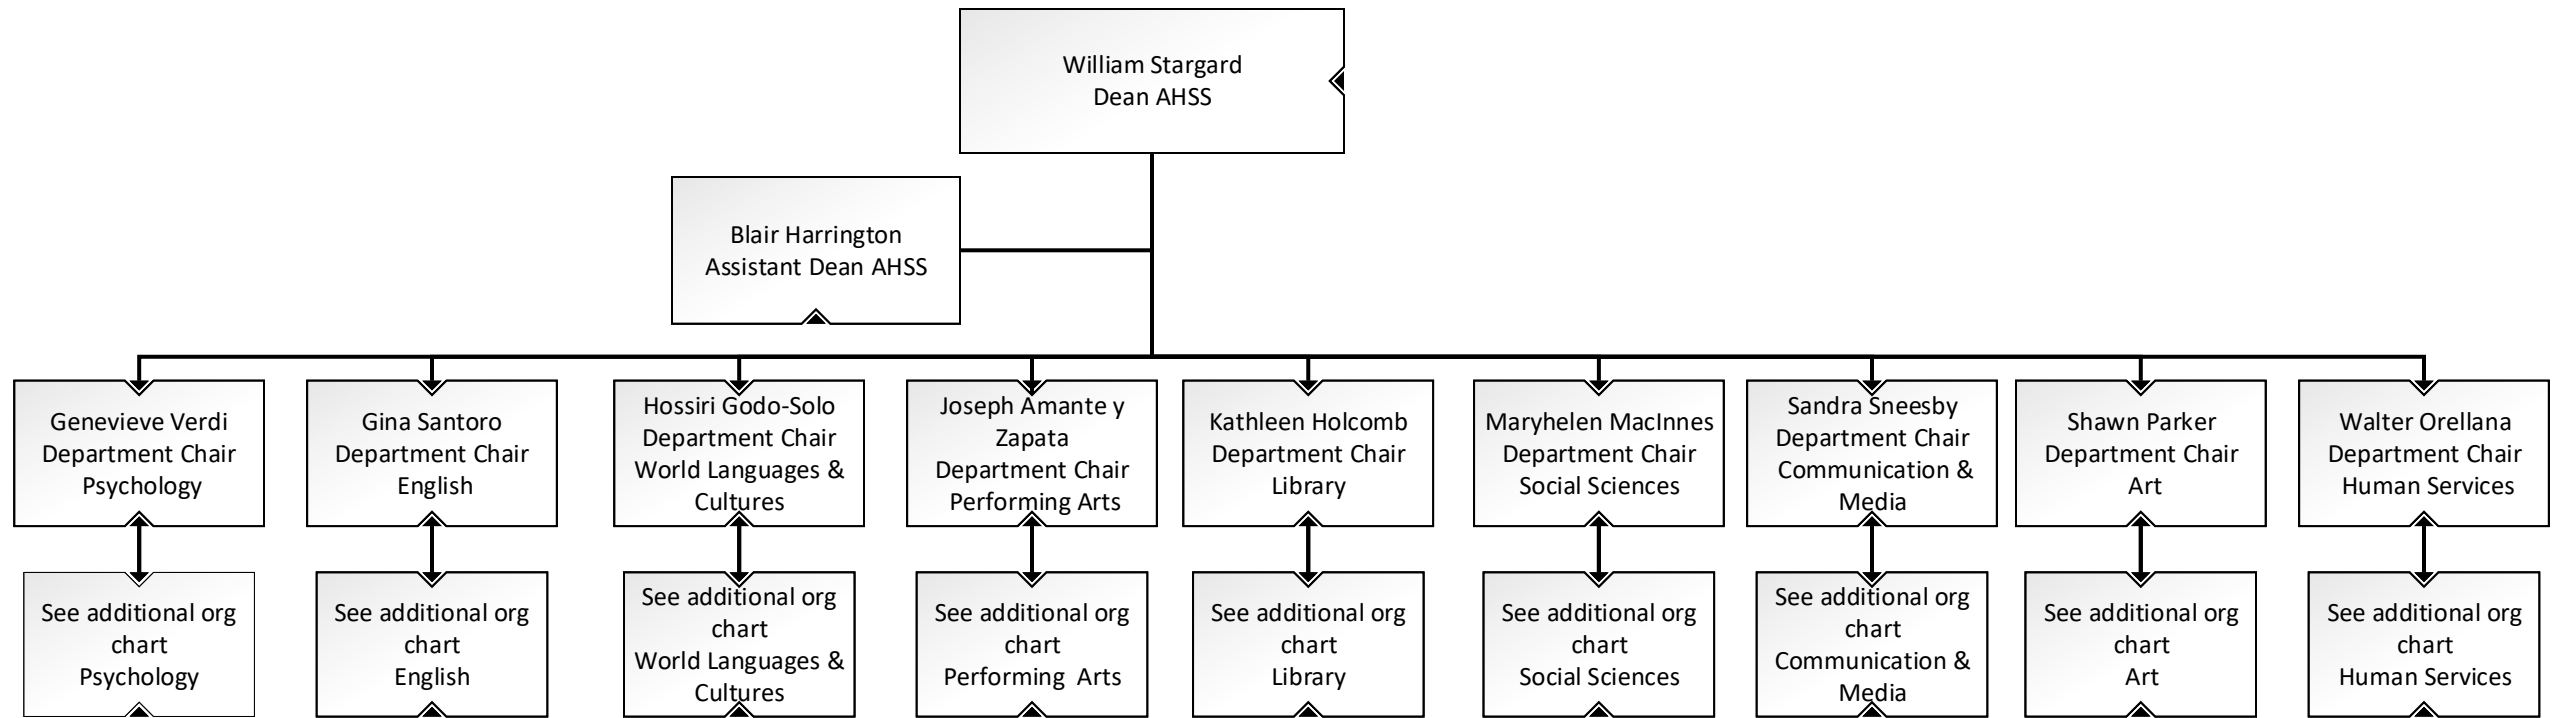 William Stargard
Dean AHSS
Blair Harrington
Assistant Dean AHSS
Genevieve Verdi
Department Chair
Psychology
Gina Santoro
Department Chair
English
Hossiri Godo-Solo
Department Chair
World Languages &
Cultures
Joseph Amante y
Zapata
Department Chair
Performing Arts
Kathleen Holcomb
Department Chair
Library
Maryhelen MacInnes
Department Chair
Social Sciences
Sandra Sneesby
Department Chair
Communication &
Media
Shawn Parker
Department Chair
Art
Walter Orellana
Department Chair
Human Services
See additional org
chart
Psychology
See additional org
chart
English
See additional org
chart
World Languages &
Cultures
See additional org
chart
Performing  Arts
See additional org
chart
Library
See additional org
chart
Social Sciences
See additional org
chart
Communication &
Media
See additional org
chart
Art
See additional org
chart
Human Services